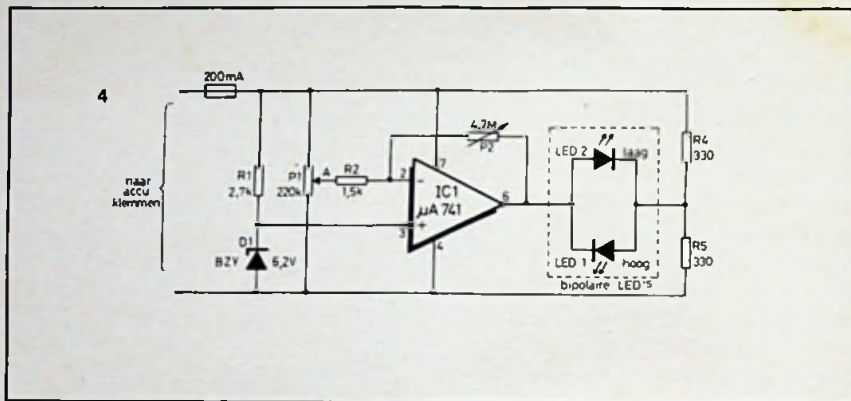 4
200mA
naar
accu
klemmen
R1
2,7k
D1
BZY 6,2V
P1
220k
A
R2
1,5k
4,7M
P2
2
3
7
4
6
-
+
IC1
µA 741
LED 2
laag
LED 1
hoog
bipolaire LED's
R4
330
R5
330